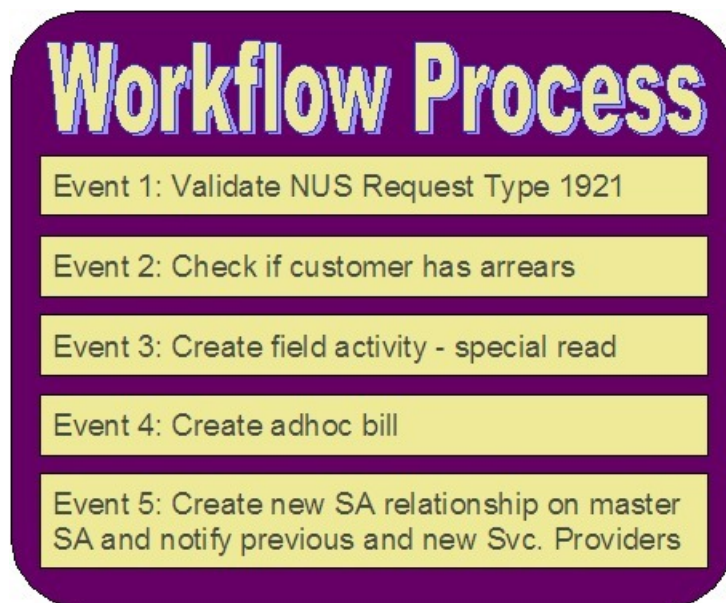 Workflow Process
Event 1: Validate NUS Request Type 1921
Event 2: Check if customer has arrears
Event 3: Create field activity - special read
Event 4: Create adhoc bill
Event 5: Create new SA relationship on master
SA and notify previous and new Svc. Providers